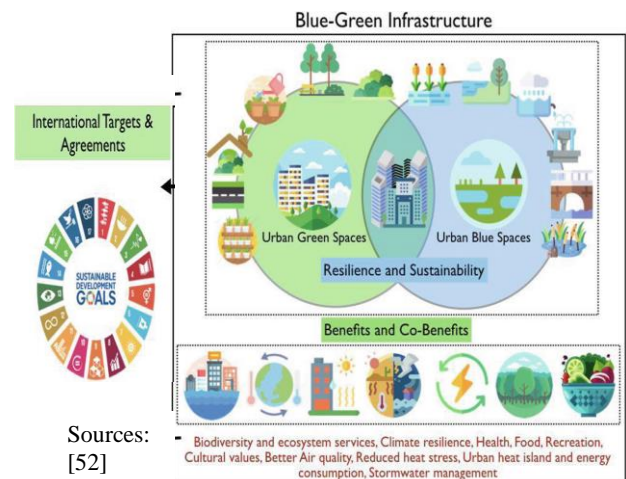 Blue-Green Infrastructure
International Targets &
Agreements
SUSTAINABLE
DEVELOPMENT
GOALS
Urban Green Spaces
Urban Blue Spaces
Resilience and Sustainability
Benefits and Co-Benefits
Sources:
[52]
Biodiversity and ecosystem services, Climate resilience, Health, Food, Recreation,
Cultural values, Better Air quality, Reduced heat stress, Urban heat island and energy
consumption, Stormwater management